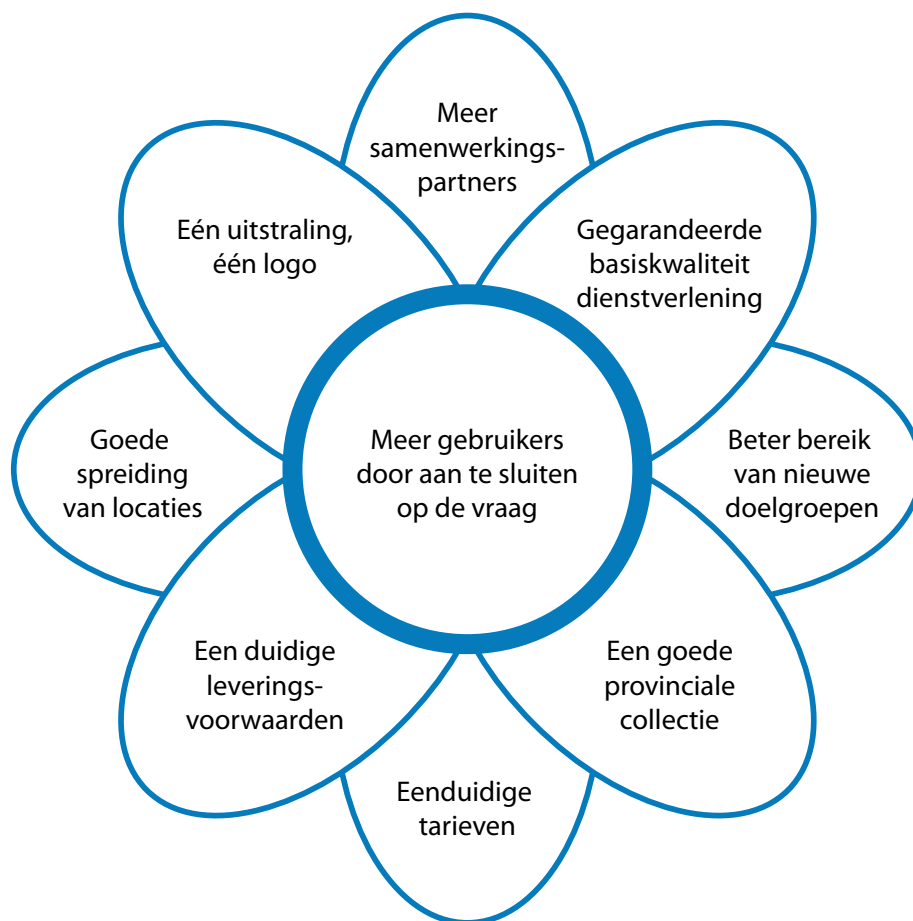 Meer
samenwerkings-
partners
Gegarandeerde
basiskwaliteit
dienstverlening
Beter bereik
van nieuwe
doelgroepen
Een goede
provinciale
collectie
Eenduidige
tarieven
Een duidige
leverings-
voorwaarden
Goede
spreiding
van locaties
Eén uitstraling,
één logo
Meer gebruikers
door aan te sluiten
op de vraag